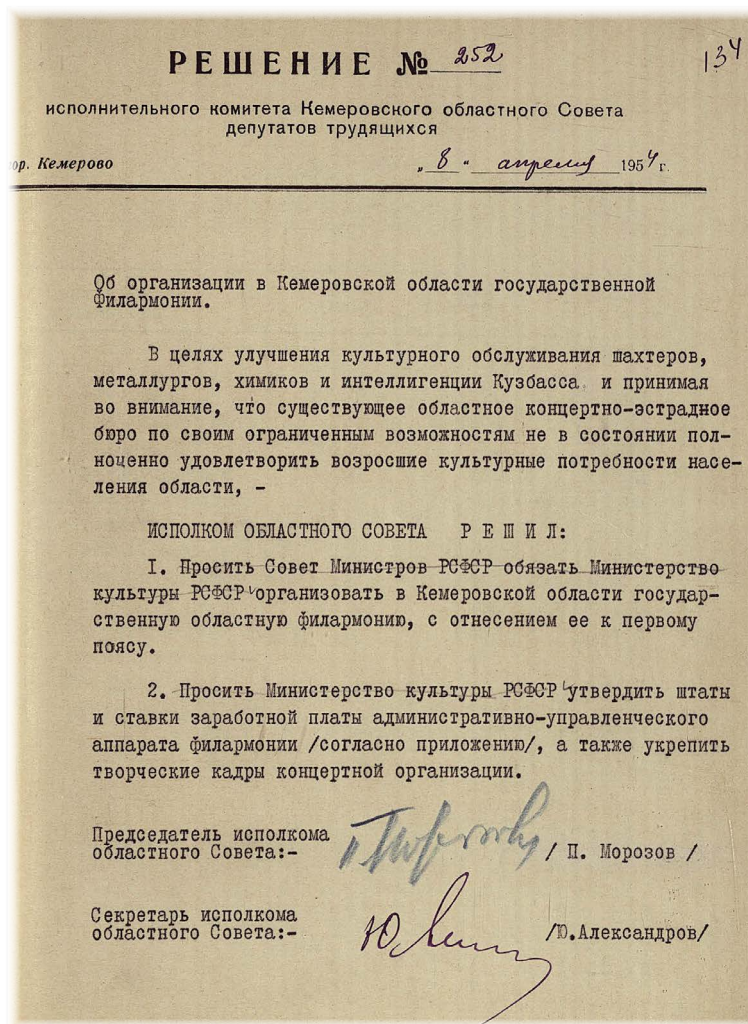 РЕШЕНИЕ № 252
134
исполнительного комитета Кемеровского областного Совета
депутатов трудящихся
гор. Кемерово „8“ апреля 1954 г.
Об организации в Кемеровской области государственной
Филармонии.
В целях улучшения культурного обслуживания шахтеров,
металлургов, химиков и интеллигенции Кузбасса и принимая
во внимание, что существующее областное концертно-эстрадное
бюро по своим ограниченным возможностям не в состоянии пол-
ноценно удовлетворить возросшие культурные потребности насе-
ления области, -
ИСПОЛКОМ ОБЛАСТНОГО СОВЕТА Р Е Ш И Л:
I. Просить Совет Министров РСФСР обязать Министерство
культуры РСФСР организовать в Кемеровской области государ-
ственную областную филармонию, с отнесением ее к первому
поясу.
2. Просить Министерство культуры РСФСР утвердить штаты
и ставки заработной платы административно-управленческого
аппарата филармонии /согласно приложению/, а также укрепить
творческие кадры концертной организации.
Председатель исполкома
областного Совета:- / П. Морозов /
Секретарь исполкома
областного Совета:- /Ю.Александров/